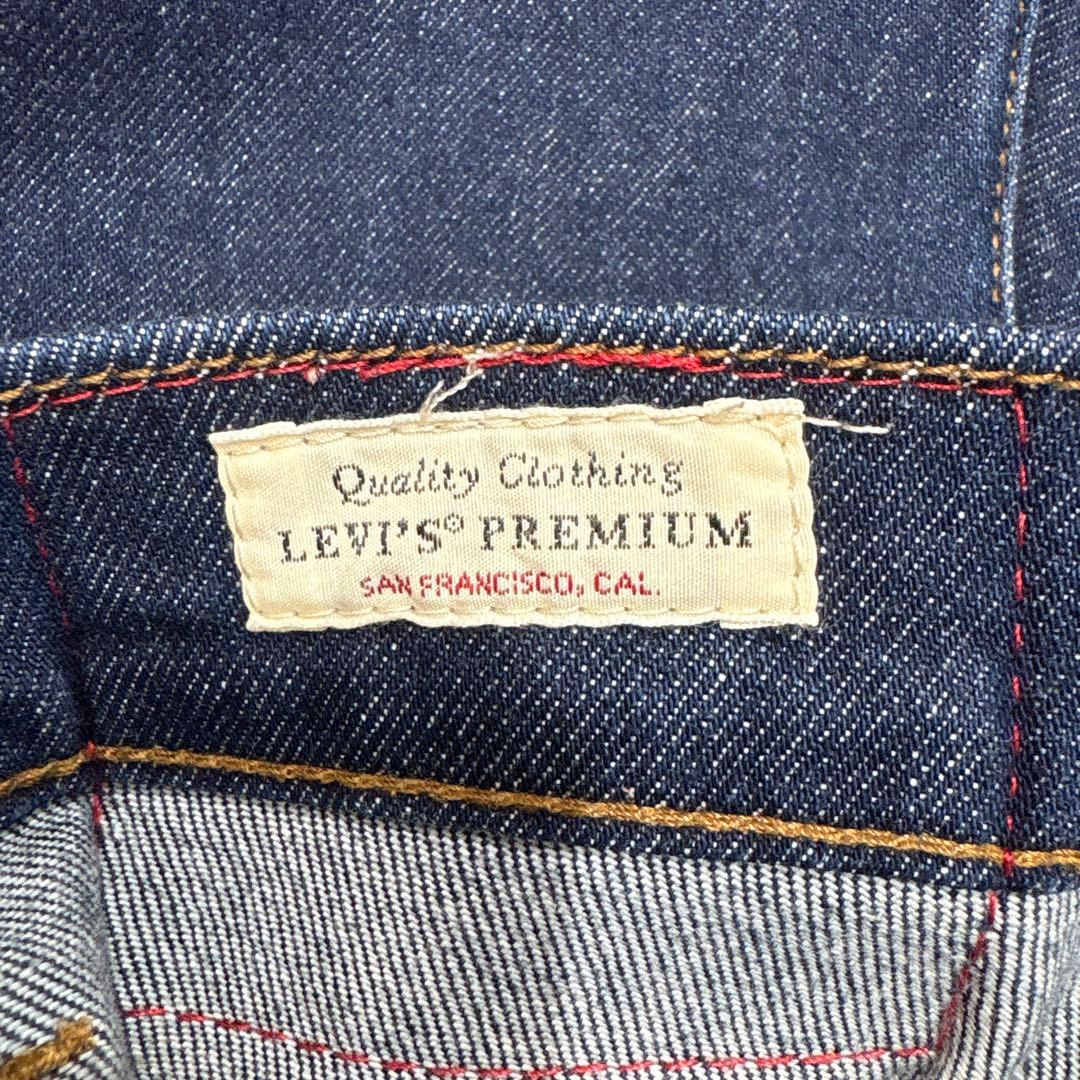 Quality Clothing
LEVI'S® PREMIUM
SAN FRANCISCO, CAL.